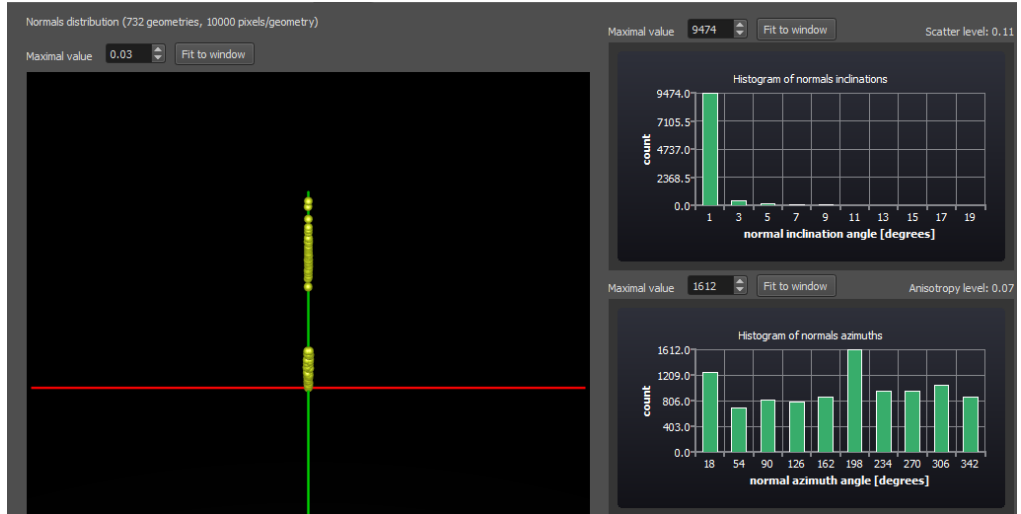 Normals distribution (732 geometries, 10000 pixels/geometry)
Maximal value 0.03 Fit to window
Maximal value 9474 Fit to window Scatter level: 0.11
Histogram of normals inclinations
9474.0
7105.5
4737.0
2368.5
0.0
count
1 3 5 7 9 11 13 15 17 19
normal inclination angle [degrees]
Maximal value 1612 Fit to window Anisotropy level: 0.07
Histogram of normals azimuths
1612.0
1209.0
806.0
403.0
0.0
count
18 54 90 126 162 198 234 270 306 342
normal azimuth angle [degrees]